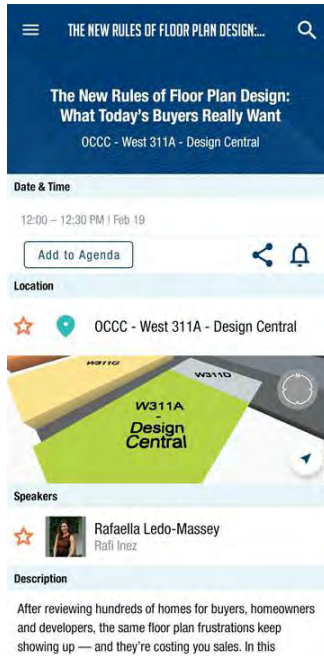 THE NEW RULES OF FLOOR PLAN DESIGN:...
The New Rules of Floor Plan Design:
What Today's Buyers Really Want
OCCC - West 311A - Design Central
Date & Time
12:00 – 12:30 PM | Feb 19
Add to Agenda
Location
OCCC - West 311A - Design Central
W311G
W311D
N
W311A
-
Design
Central
Speakers
Rafaella Ledo-Massey
Rafi Inez
Description
After reviewing hundreds of homes for buyers, homeowners
and developers, the same floor plan frustrations keep
showing up — and they're costing you sales. In this